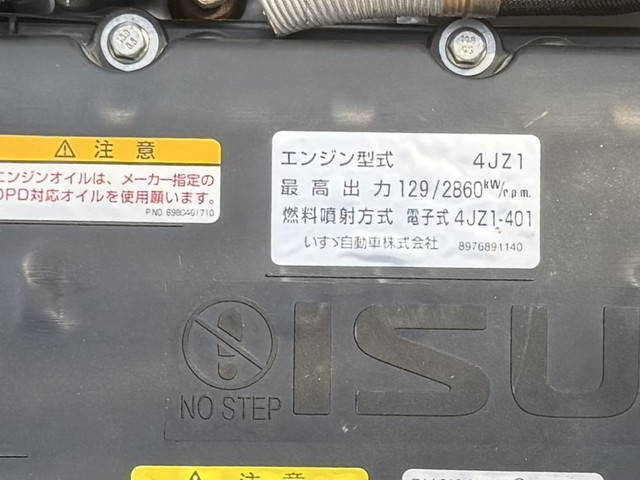 注意
エンジンオイルは、メーカー指定の
DPD対応オイルを使用願います。
P.NO. 8980461710
エンジン型式 4JZ1
最高出力 129/2860kW/r.p.m.
燃料噴射方式 電子式 4JZ1-401
いすゞ自動車株式会社 8976891140
NO STEP
ISU
注意